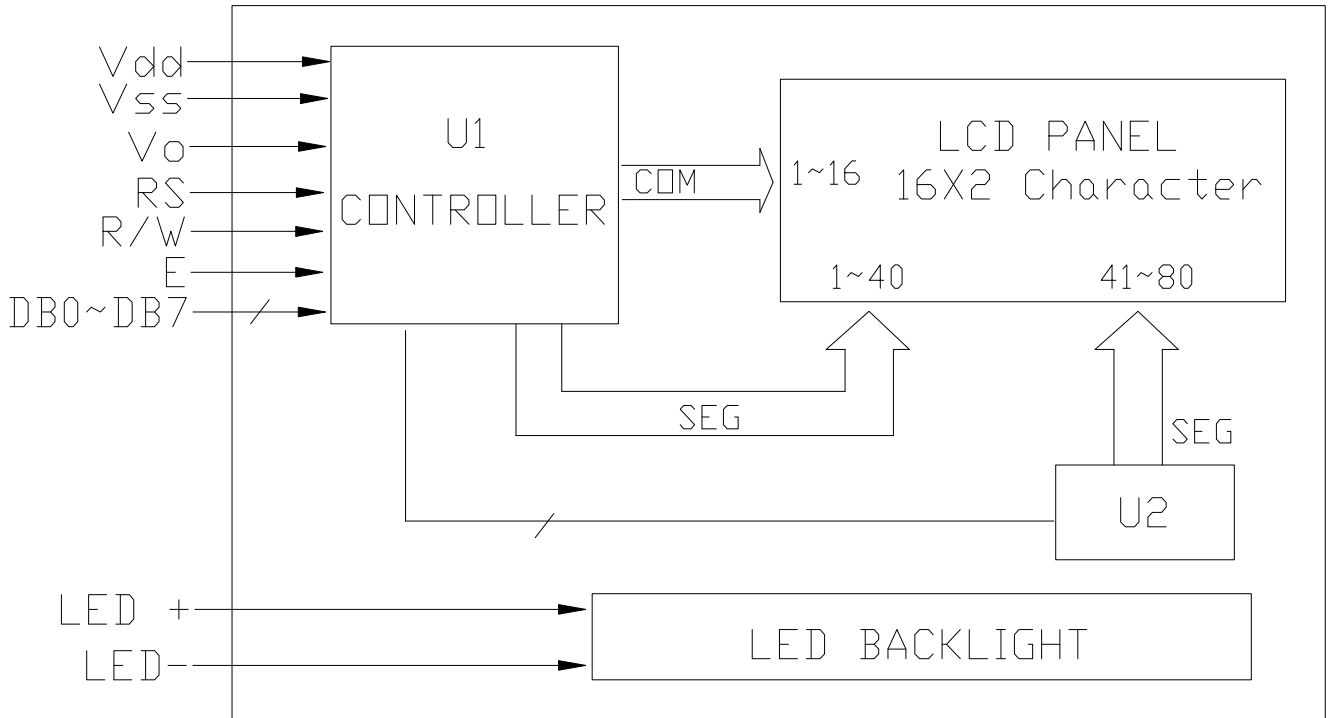 Vdd
Vss
Vo
RS
R/W
E
DB0~DB7
U1
CONTROLLER
COM
1~16
LCD PANEL
16X2 Character
1~40
41~80
SEG
SEG
U2
LED +
LED-
LED BACKLIGHT